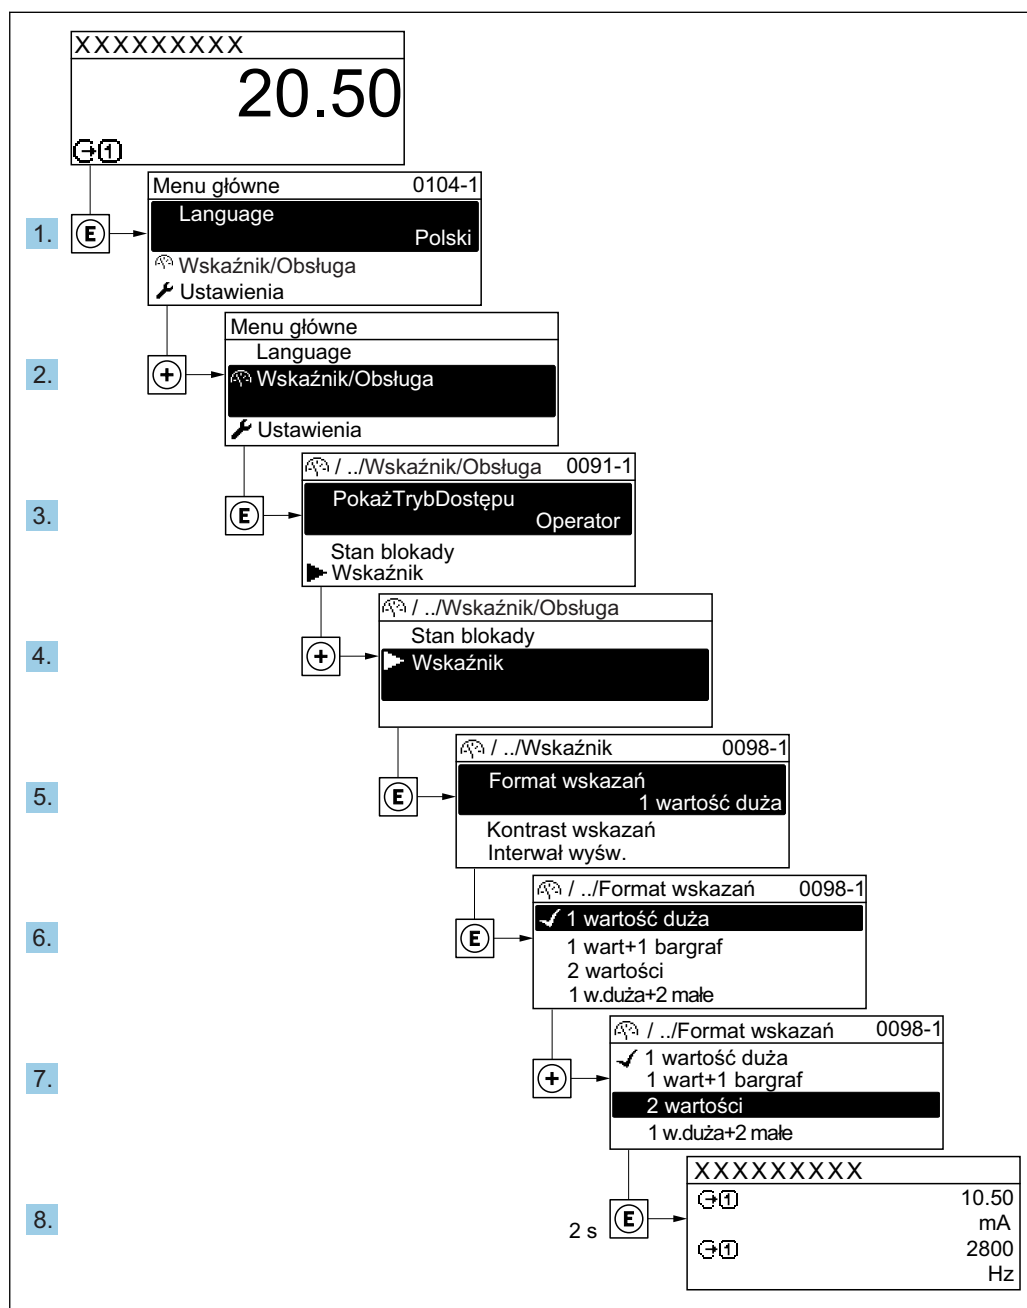 XXXXXXXXX
20.50
1
1.
E
Menu główne 0104-1
Language
Polski
Wskaźnik/Obsługa
Ustawienia
2.
+
Menu główne
Language
Wskaźnik/Obsługa
Ustawienia
3.
E
/ ../Wskaźnik/Obsługa 0091-1
PokażTrybDostępu
Operator
Stan blokady
Wskaźnik
4.
+
/ ../Wskaźnik/Obsługa
Stan blokady
Wskaźnik
5.
E
/ ../Wskaźnik 0098-1
Format wskazań
1 wartość duża
Kontrast wskazań
Interwał wyśw.
6.
E
/ ../Format wskazań 0098-1
1 wartość duża
1 wart+1 bargraf
2 wartości
1 w.duża+2 małe
7.
+
/ ../Format wskazań 0098-1
1 wartość duża
1 wart+1 bargraf
2 wartości
1 w.duża+2 małe
8.
2 s
E
XXXXXXXXX
1 10.50
mA
1 2800
Hz